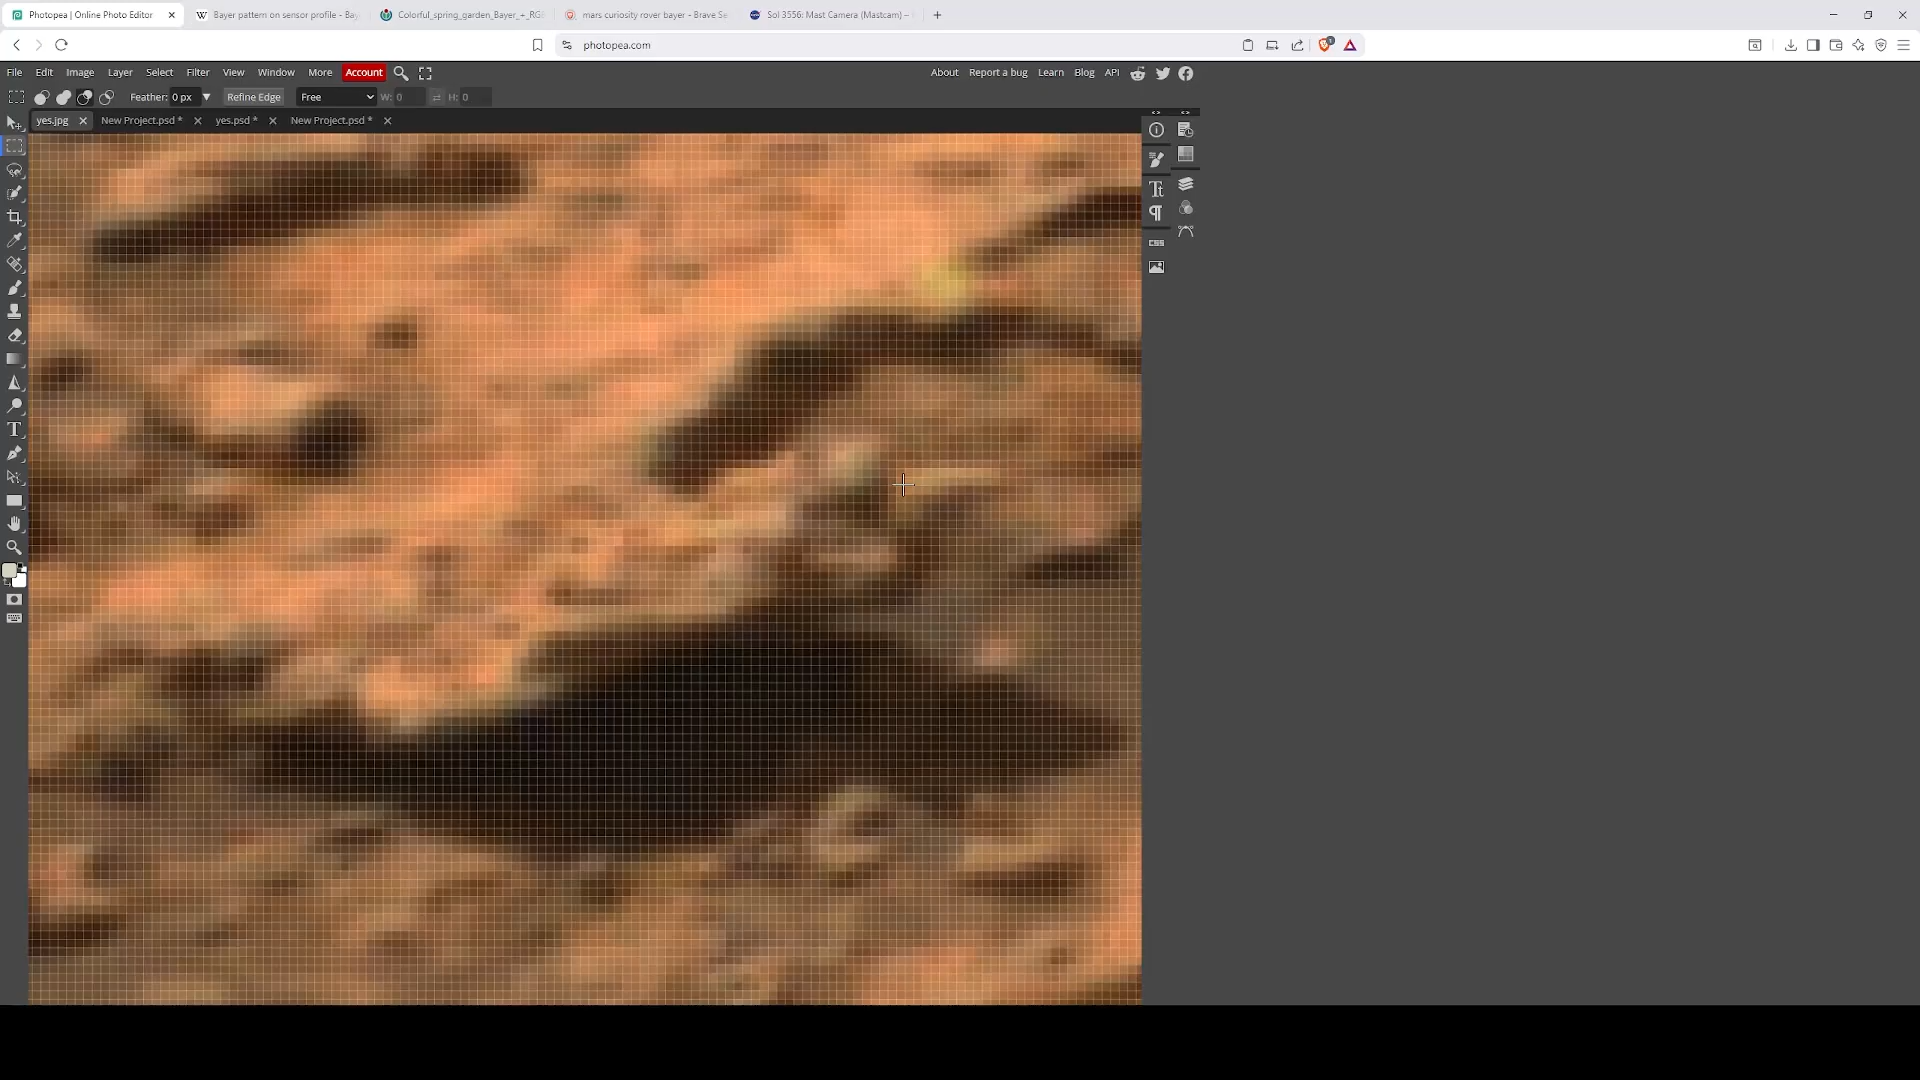 Photopea | Online Photo Editor
Bayer pattern on sensor profile - Bay
Colorful_spring_garden_Bayer_+_RGB
mars curiosity rover bayer - Brave Se
Sol 3556: Mast Camera (Mastcam) –
photopea.com
File Edit Image Layer Select Filter View Window More Account
About Report a bug Learn Blog API
Feather: 0 px Refine Edge Free W: 0 H: 0
yes.jpg New Project.psd * yes.psd * New Project.psd *
CSS